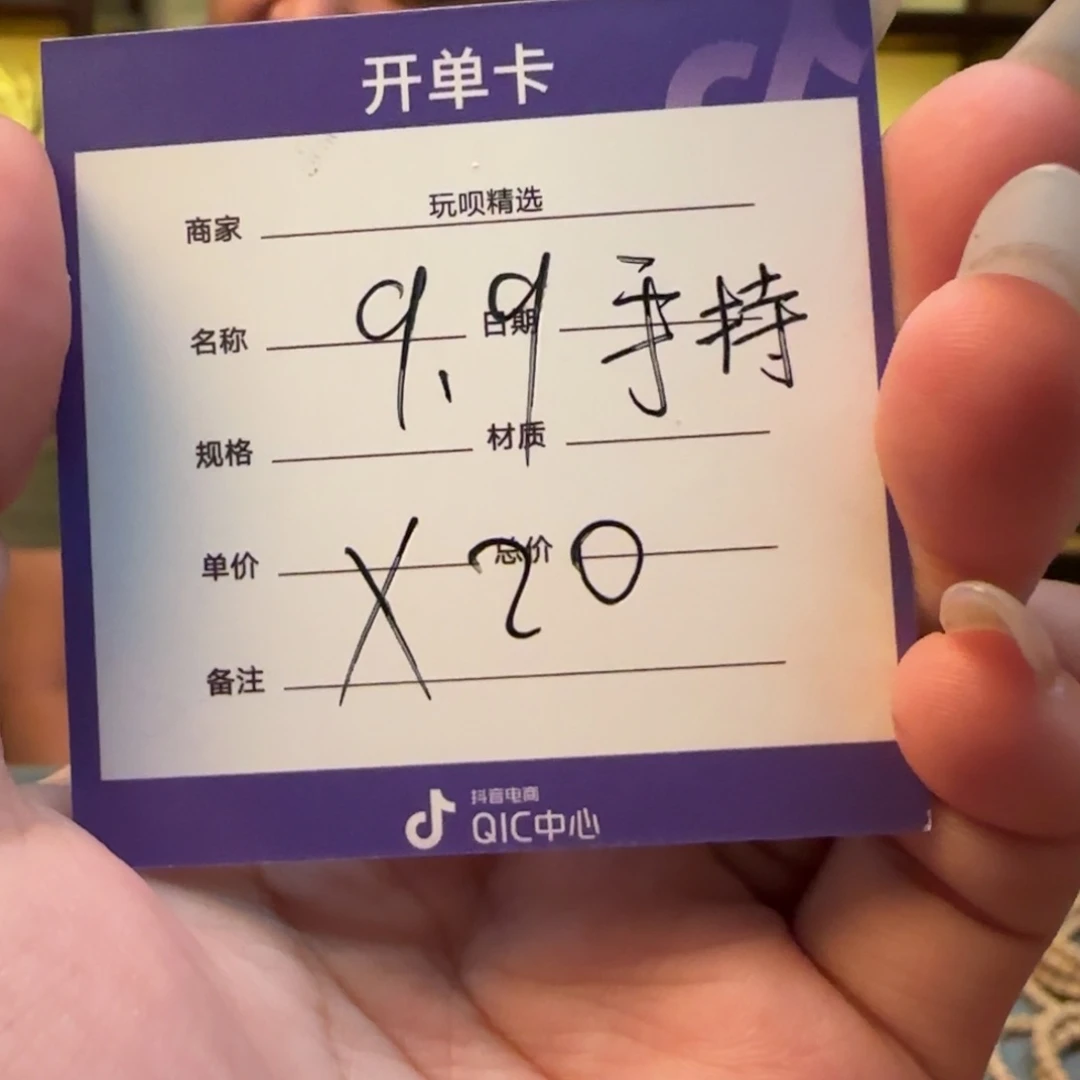 开单卡
商家 玩呗精选
名称 日期
9.9 手持
规格 材质
单价 总价
X 20
备注
抖音电商
QIC中心